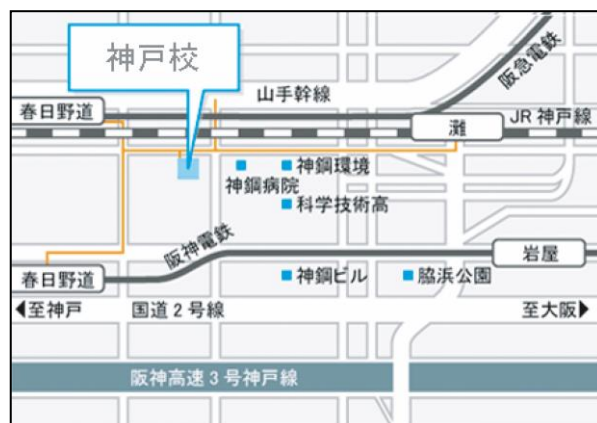 神戸校
阪急電鉄
山手幹線
春日野道
灘
JR 神戸線
神鋼環境
神鋼病院
科学技術高
阪神電鉄
岩屋
春日野道
神鋼ビル
脇浜公園
至神戸
国道2号線
至大阪
阪神高速3号神戸線